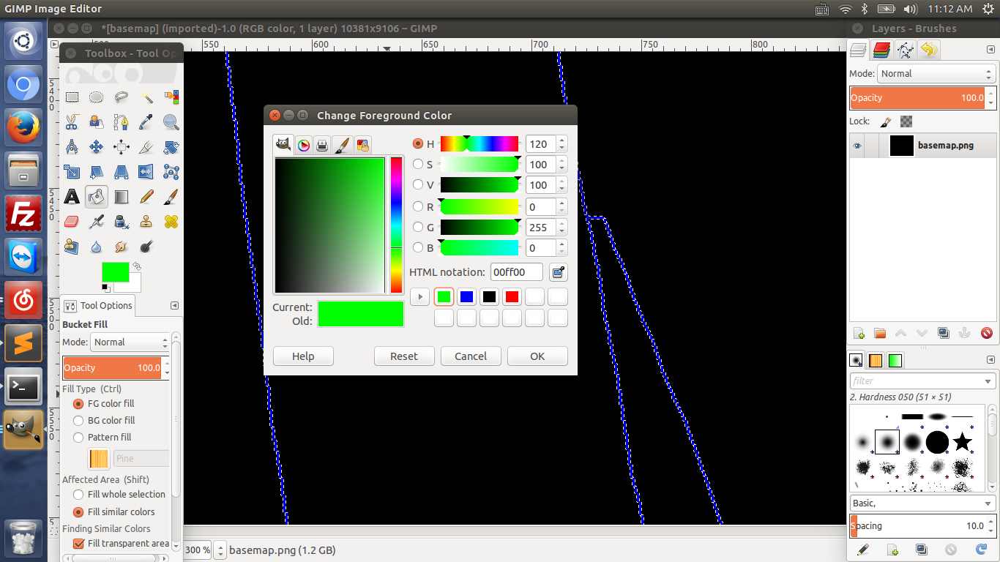 GIMP Image Editor
11:12 AM
*[basemap] (imported)-1.0 (RGB color, 1 layer) 10381x9106 – GIMP
Layers - Brushes
Toolbox - Tool Op
550
600
650
700
750
800
Change Foreground Color
H 120
S 100
V 100
R 0
G 255
B 0
HTML notation: 00ff00
Current:
Old:
Help
Reset
Cancel
OK
Tool Options
Bucket Fill
Mode: Normal
Opacity 100.0
Fill Type (Ctrl)
FG color fill
BG color fill
Pattern fill
Pine
Affected Area (Shift)
Fill whole selection
Fill similar colors
Finding Similar Colors
Fill transparent area
300 %
basemap.png (1.2 GB)
Mode: Normal
Opacity 100.0
Lock:
basemap.png
filter
2. Hardness 050 (51 × 51)
Basic,
Spacing 10.0